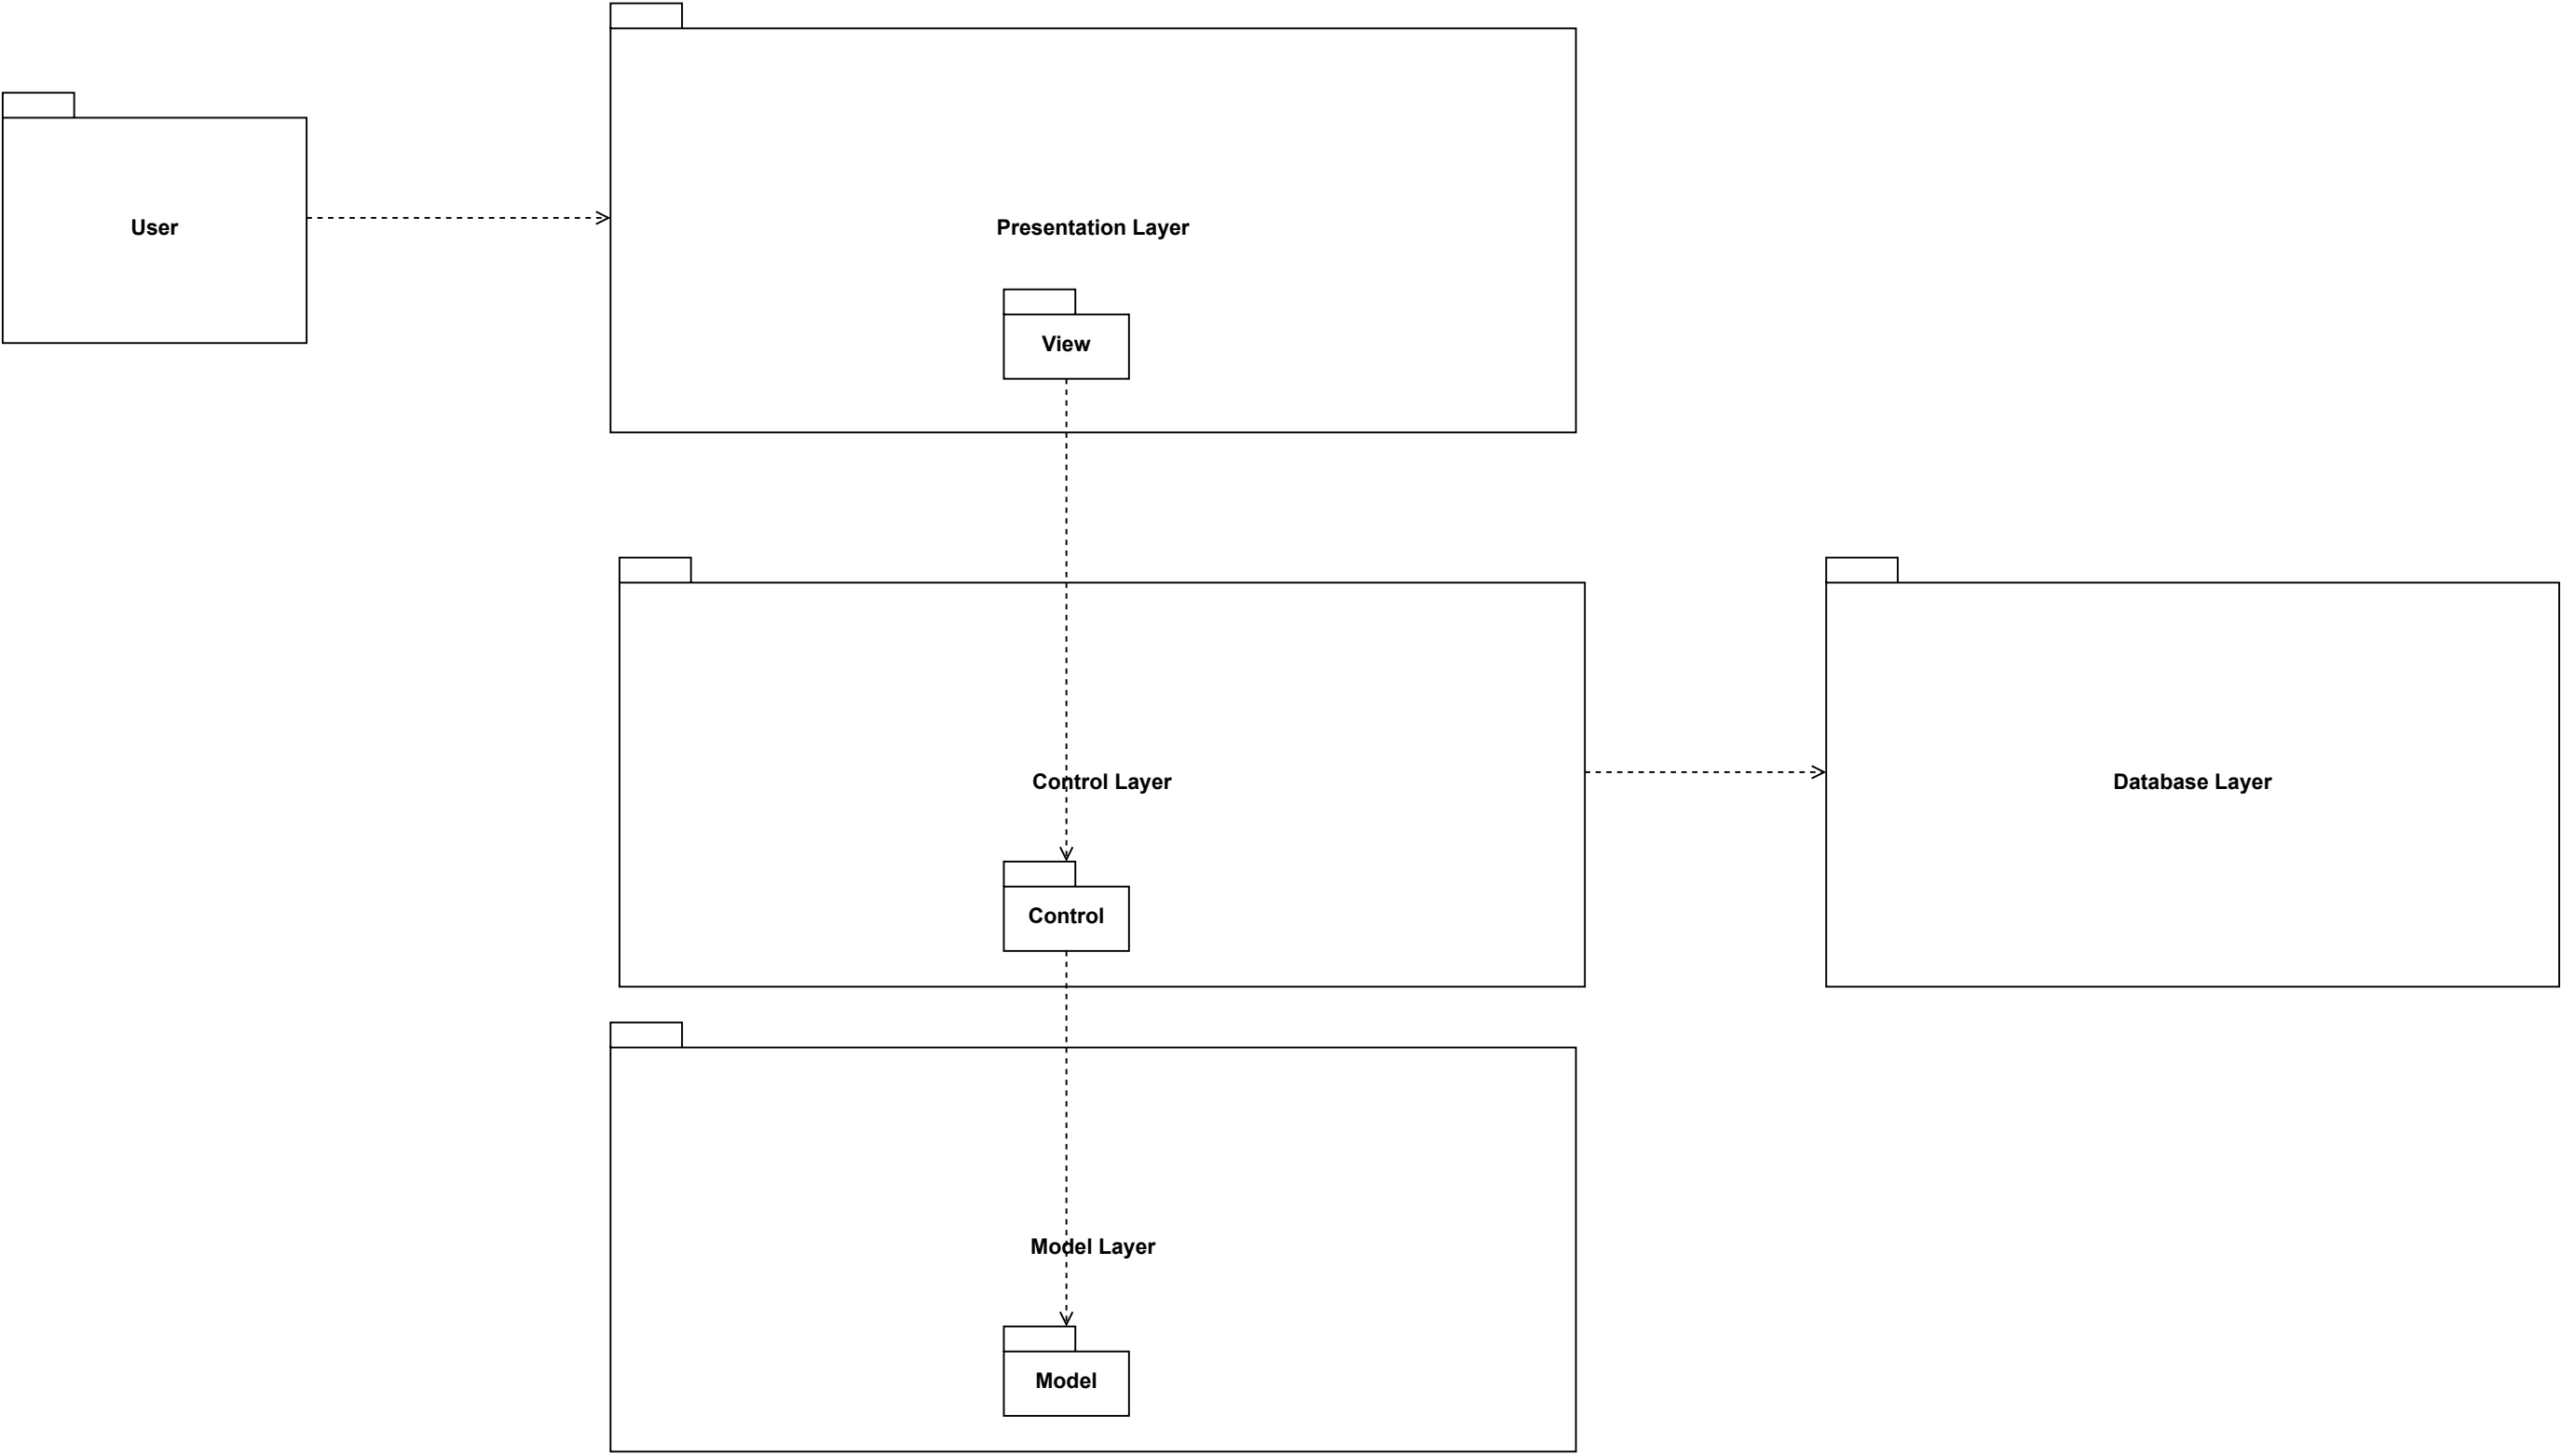 User
Presentation Layer
View
Control Layer
Database Layer
Control
Model Layer
Model